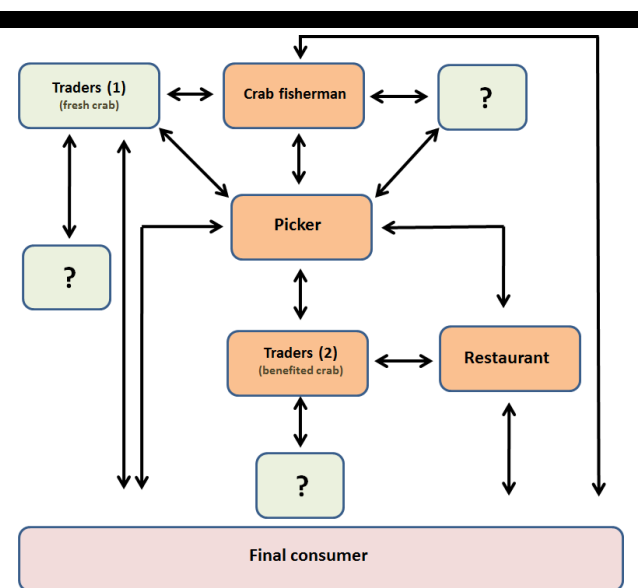 Traders (1)
(fresh crab)
Crab fisherman
?
Picker
?
Traders (2)
(benefited crab)
Restaurant
?
Final consumer